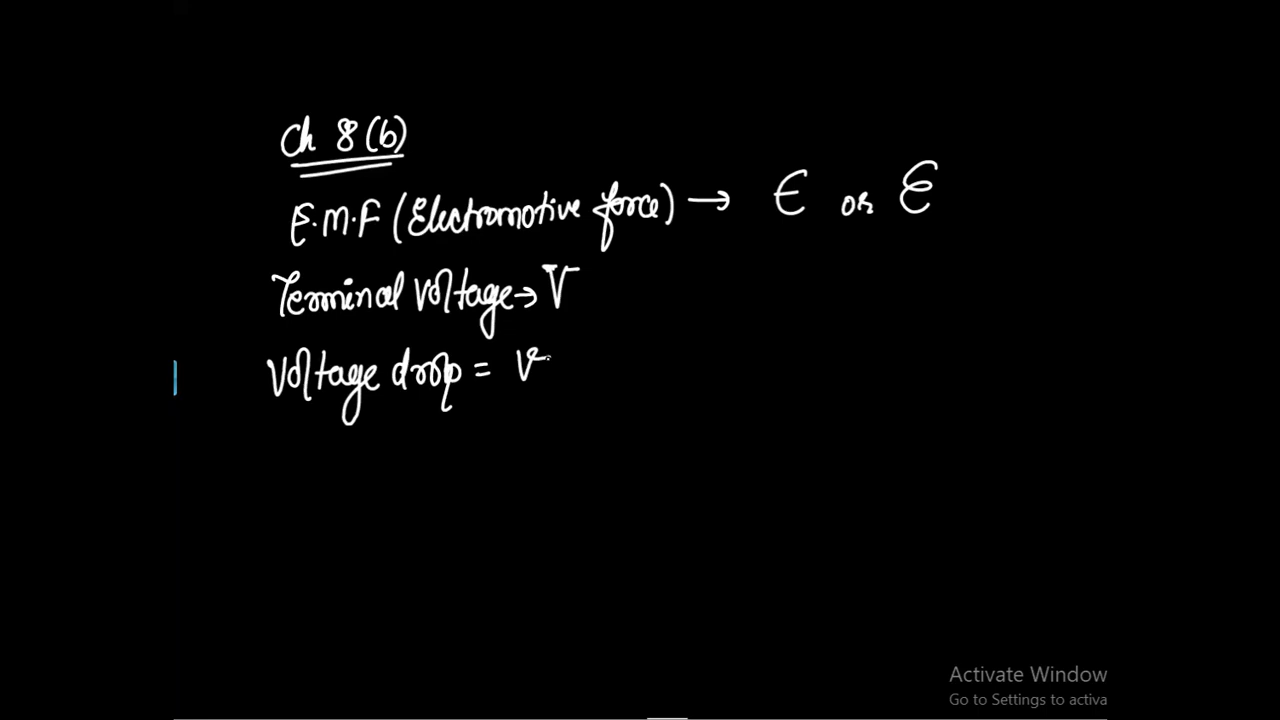 Ch 8(b)
E.M.F (Electromotive force) → ϵ or ℰ
Terminal Voltage → V
Voltage drop = v
Activate Window
Go to Settings to activa